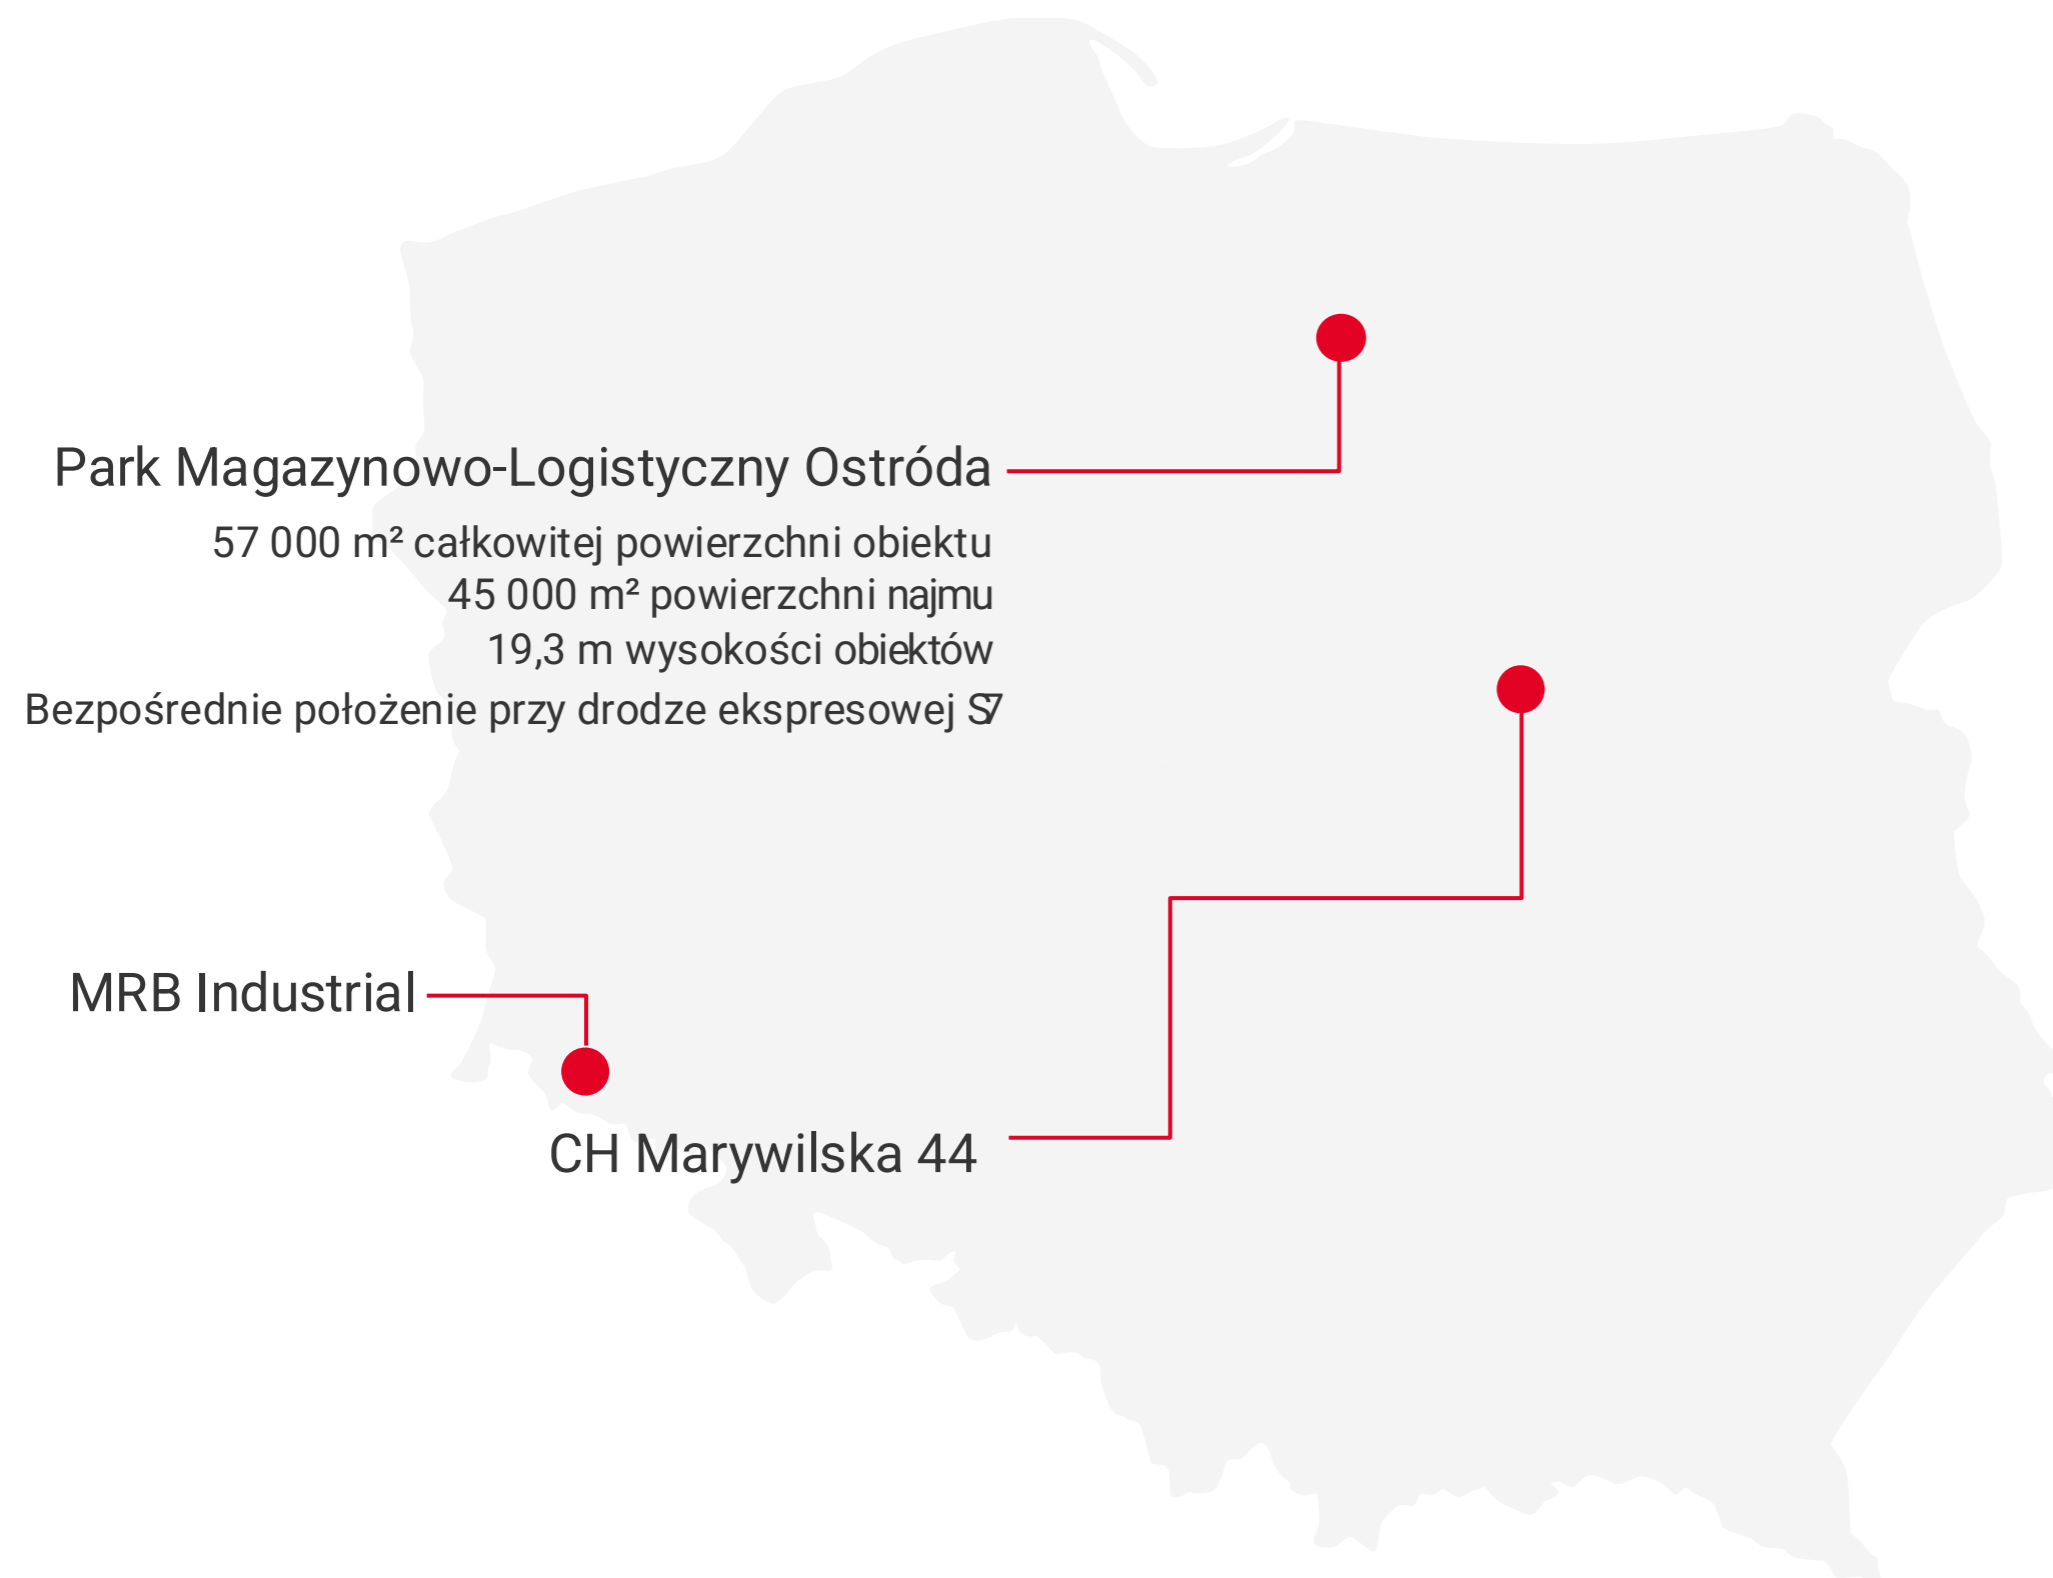 Park Magazynowo-Logistyczny Ostróda
57 000 m² całkowitej powierzchni obiektu
45 000 m² powierzchni najmu
19,3 m wysokości obiektów
Bezpośrednie położenie przy drodze ekspresowej S7
MRB Industrial
CH Marywilska 44